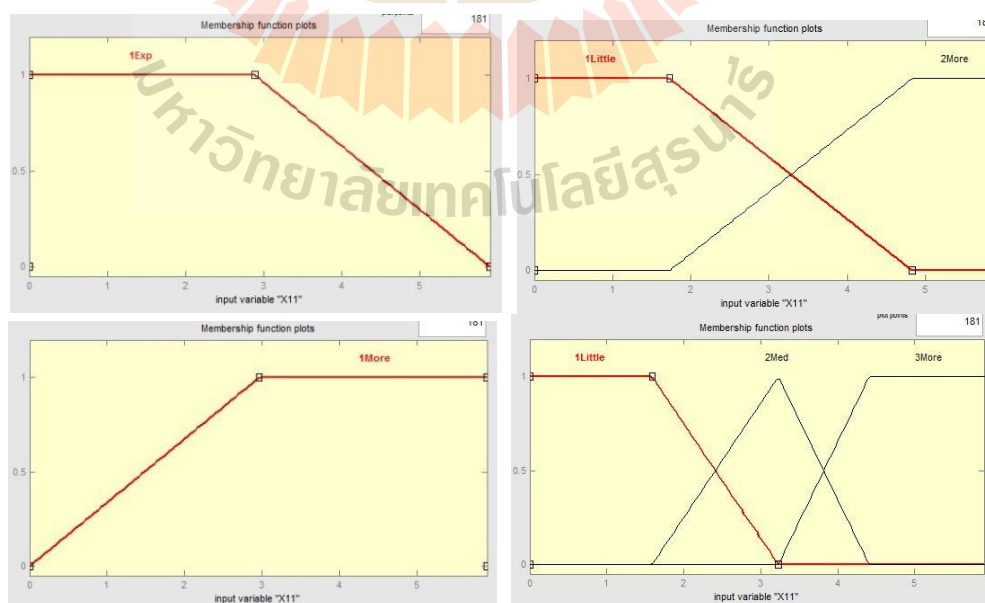 Membership function plots
plot points
181
1Exp
1
0.5
0
0 1 2 3 4 5
input variable "X11"
Membership function plots
1Little
2More
1
0.5
0
0 1 2 3 4 5
input variable "X11"
มหาวิทยาลัยเทคโนโลยีสุรนารี
Membership function plots
181
1More
1
0.5
0
0 1 2 3 4 5
input variable "X11"
Membership function plots
plot points
181
1Little
2Med
3More
1
0.5
0
0 1 2 3 4 5
input variable "X11"